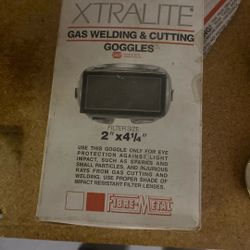 XTRALITE
GAS WELDING & CUTTING
GOGGLES
FILTER SIZE:
2" x 4¼"
USE THIS GOGGLE ONLY FOR EYE
PROTECTION AGAINST LIGHT
IMPACT, SUCH AS SPARKS AND
SMALL PARTICLES, AND INJURIOUS
RAYS FROM GAS CUTTING AND
WELDING. USE PROPER SHADE OF
IMPACT RESISTANT FILTER LENSES.
FIBRE-METAL